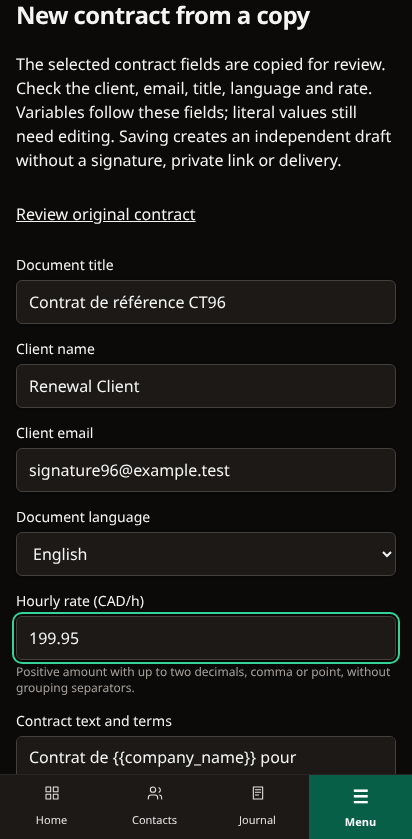 New contract from a copy
The selected contract fields are copied for review.
Check the client, email, title, language and rate.
Variables follow these fields; literal values still
need editing. Saving creates an independent draft
without a signature, private link or delivery.
Review original contract
Document title
Contrat de référence CT96
Client name
Renewal Client
Client email
signature96@example.test
Document language
English
Hourly rate (CAD/h)
199.95
Positive amount with up to two decimals, comma or point, without
grouping separators.
Contract text and terms
Contrat de {{company_name}} pour
Home
Contacts
Journal
Menu